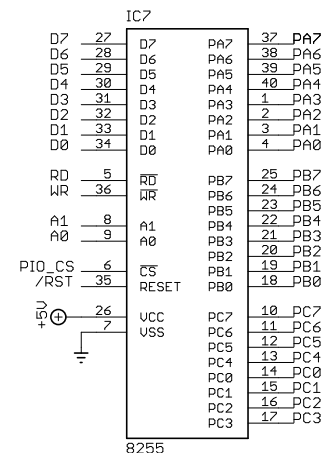 IC7
D7 27 D7 PA7 37 PA7
D6 28 D6 PA6 38 PA6
D5 29 D5 PA5 39 PA5
D4 30 D4 PA4 40 PA4
D3 31 D3 PA3 1 PA3
D2 32 D2 PA2 2 PA2
D1 33 D1 PA1 3 PA1
D0 34 D0 PA0 4 PA0
RD 5 RD PB7 25 PB7
WR 36 WR PB6 24 PB6
PB5 23 PB5
A1 8 A1 PB4 22 PB4
A0 9 A0 PB3 21 PB3
PB2 20 PB2
PIO_CS 6 CS PB1 19 PB1
/RST 35 RESET PB0 18 PB0
+5V 26 VCC PC7 10 PC7
7 VSS PC6 11 PC6
PC5 12 PC5
PC4 13 PC4
PC0 14 PC0
PC1 15 PC1
PC2 16 PC2
PC3 17 PC3
8255